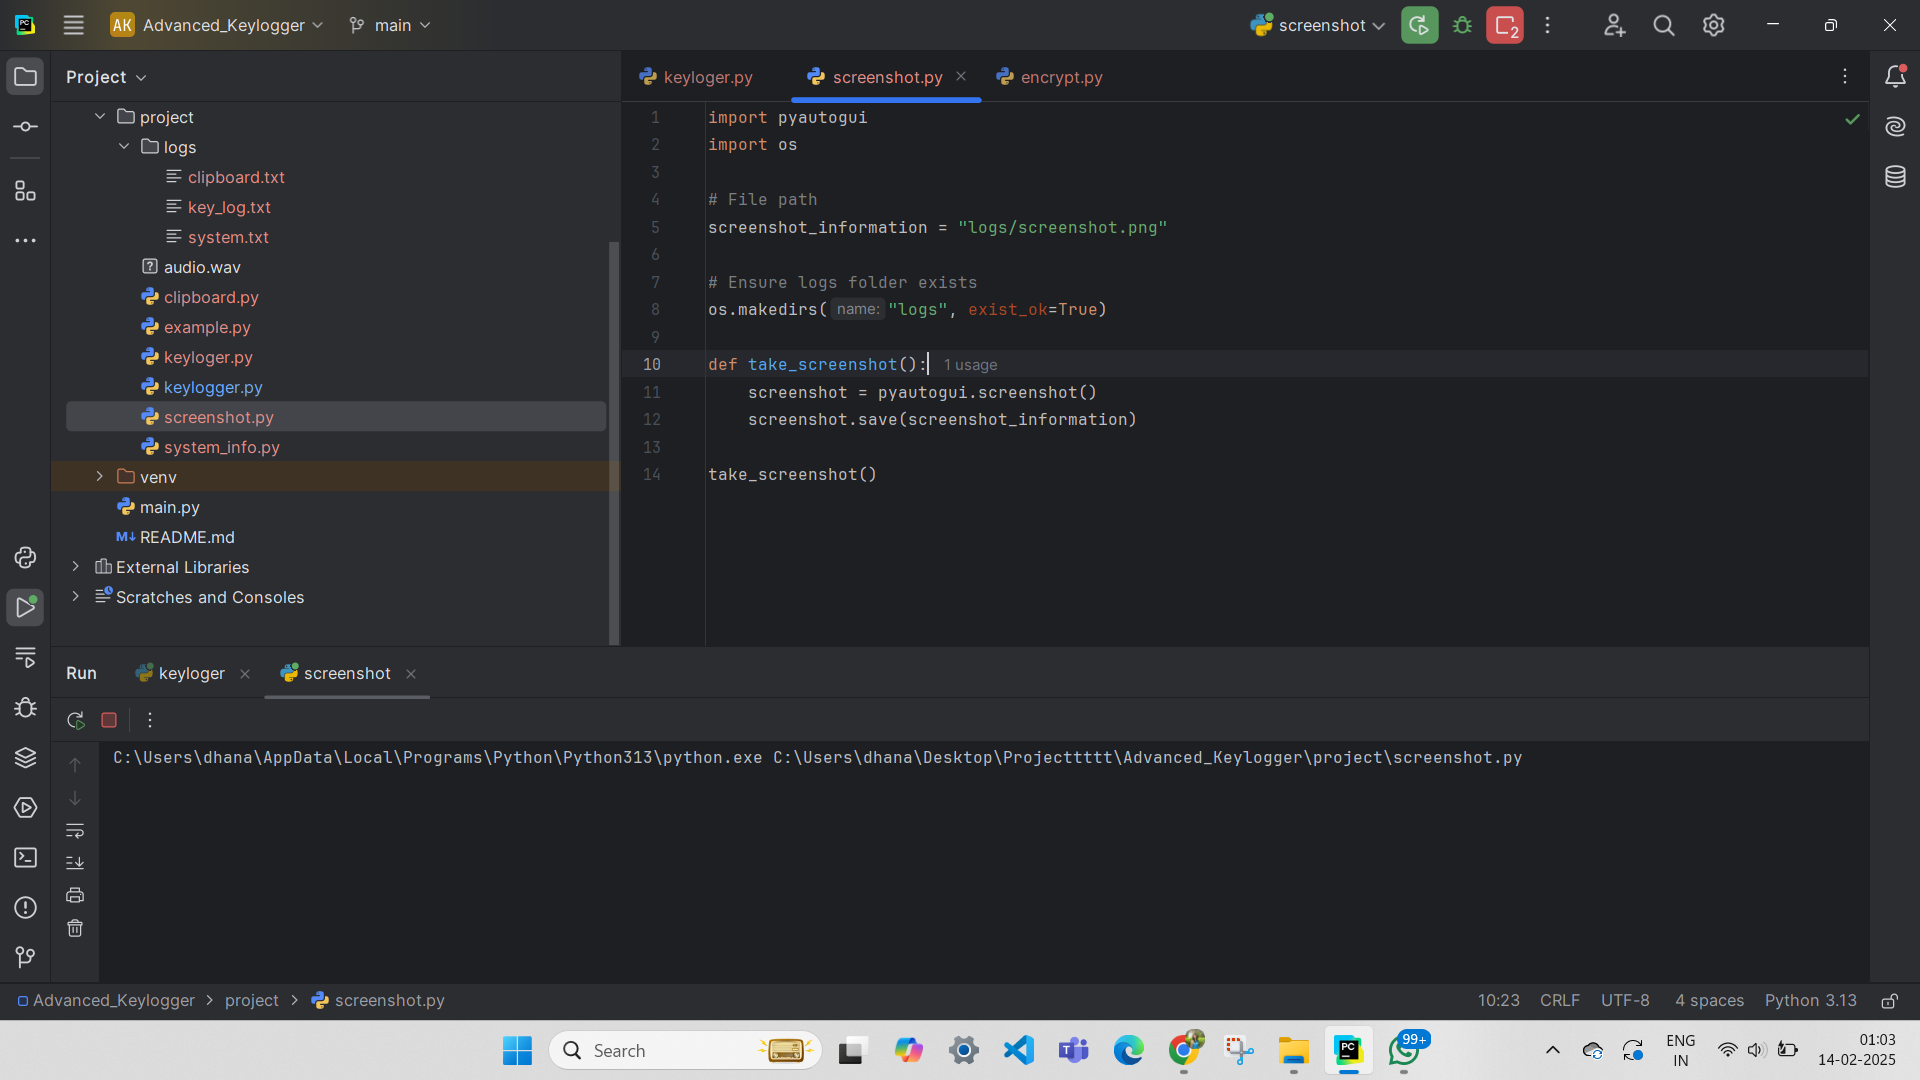 AK Advanced_Keylogger main screenshot 2
Project
project
logs
clipboard.txt
key_log.txt
system.txt
audio.wav
clipboard.py
example.py
keyloger.py
keylogger.py
screenshot.py
system_info.py
venv
main.py
M↓ README.md
External Libraries
Scratches and Consoles
keyloger.py screenshot.py encrypt.py
1 import pyautogui
2 import os
3
4 # File path
5 screenshot_information = "logs/screenshot.png"
6
7 # Ensure logs folder exists
8 os.makedirs( name: "logs", exist_ok=True)
9
10 def take_screenshot(): 1 usage
11 screenshot = pyautogui.screenshot()
12 screenshot.save(screenshot_information)
13
14 take_screenshot()
Run keyloger screenshot
C:\Users\dhana\AppData\Local\Programs\Python\Python313\python.exe C:\Users\dhana\Desktop\Projecttttt\Advanced_Keylogger\project\screenshot.py
Advanced_Keylogger > project > screenshot.py 10:23 CRLF UTF-8 4 spaces Python 3.13
Search 99+ ENG 01:03
IN 14-02-2025